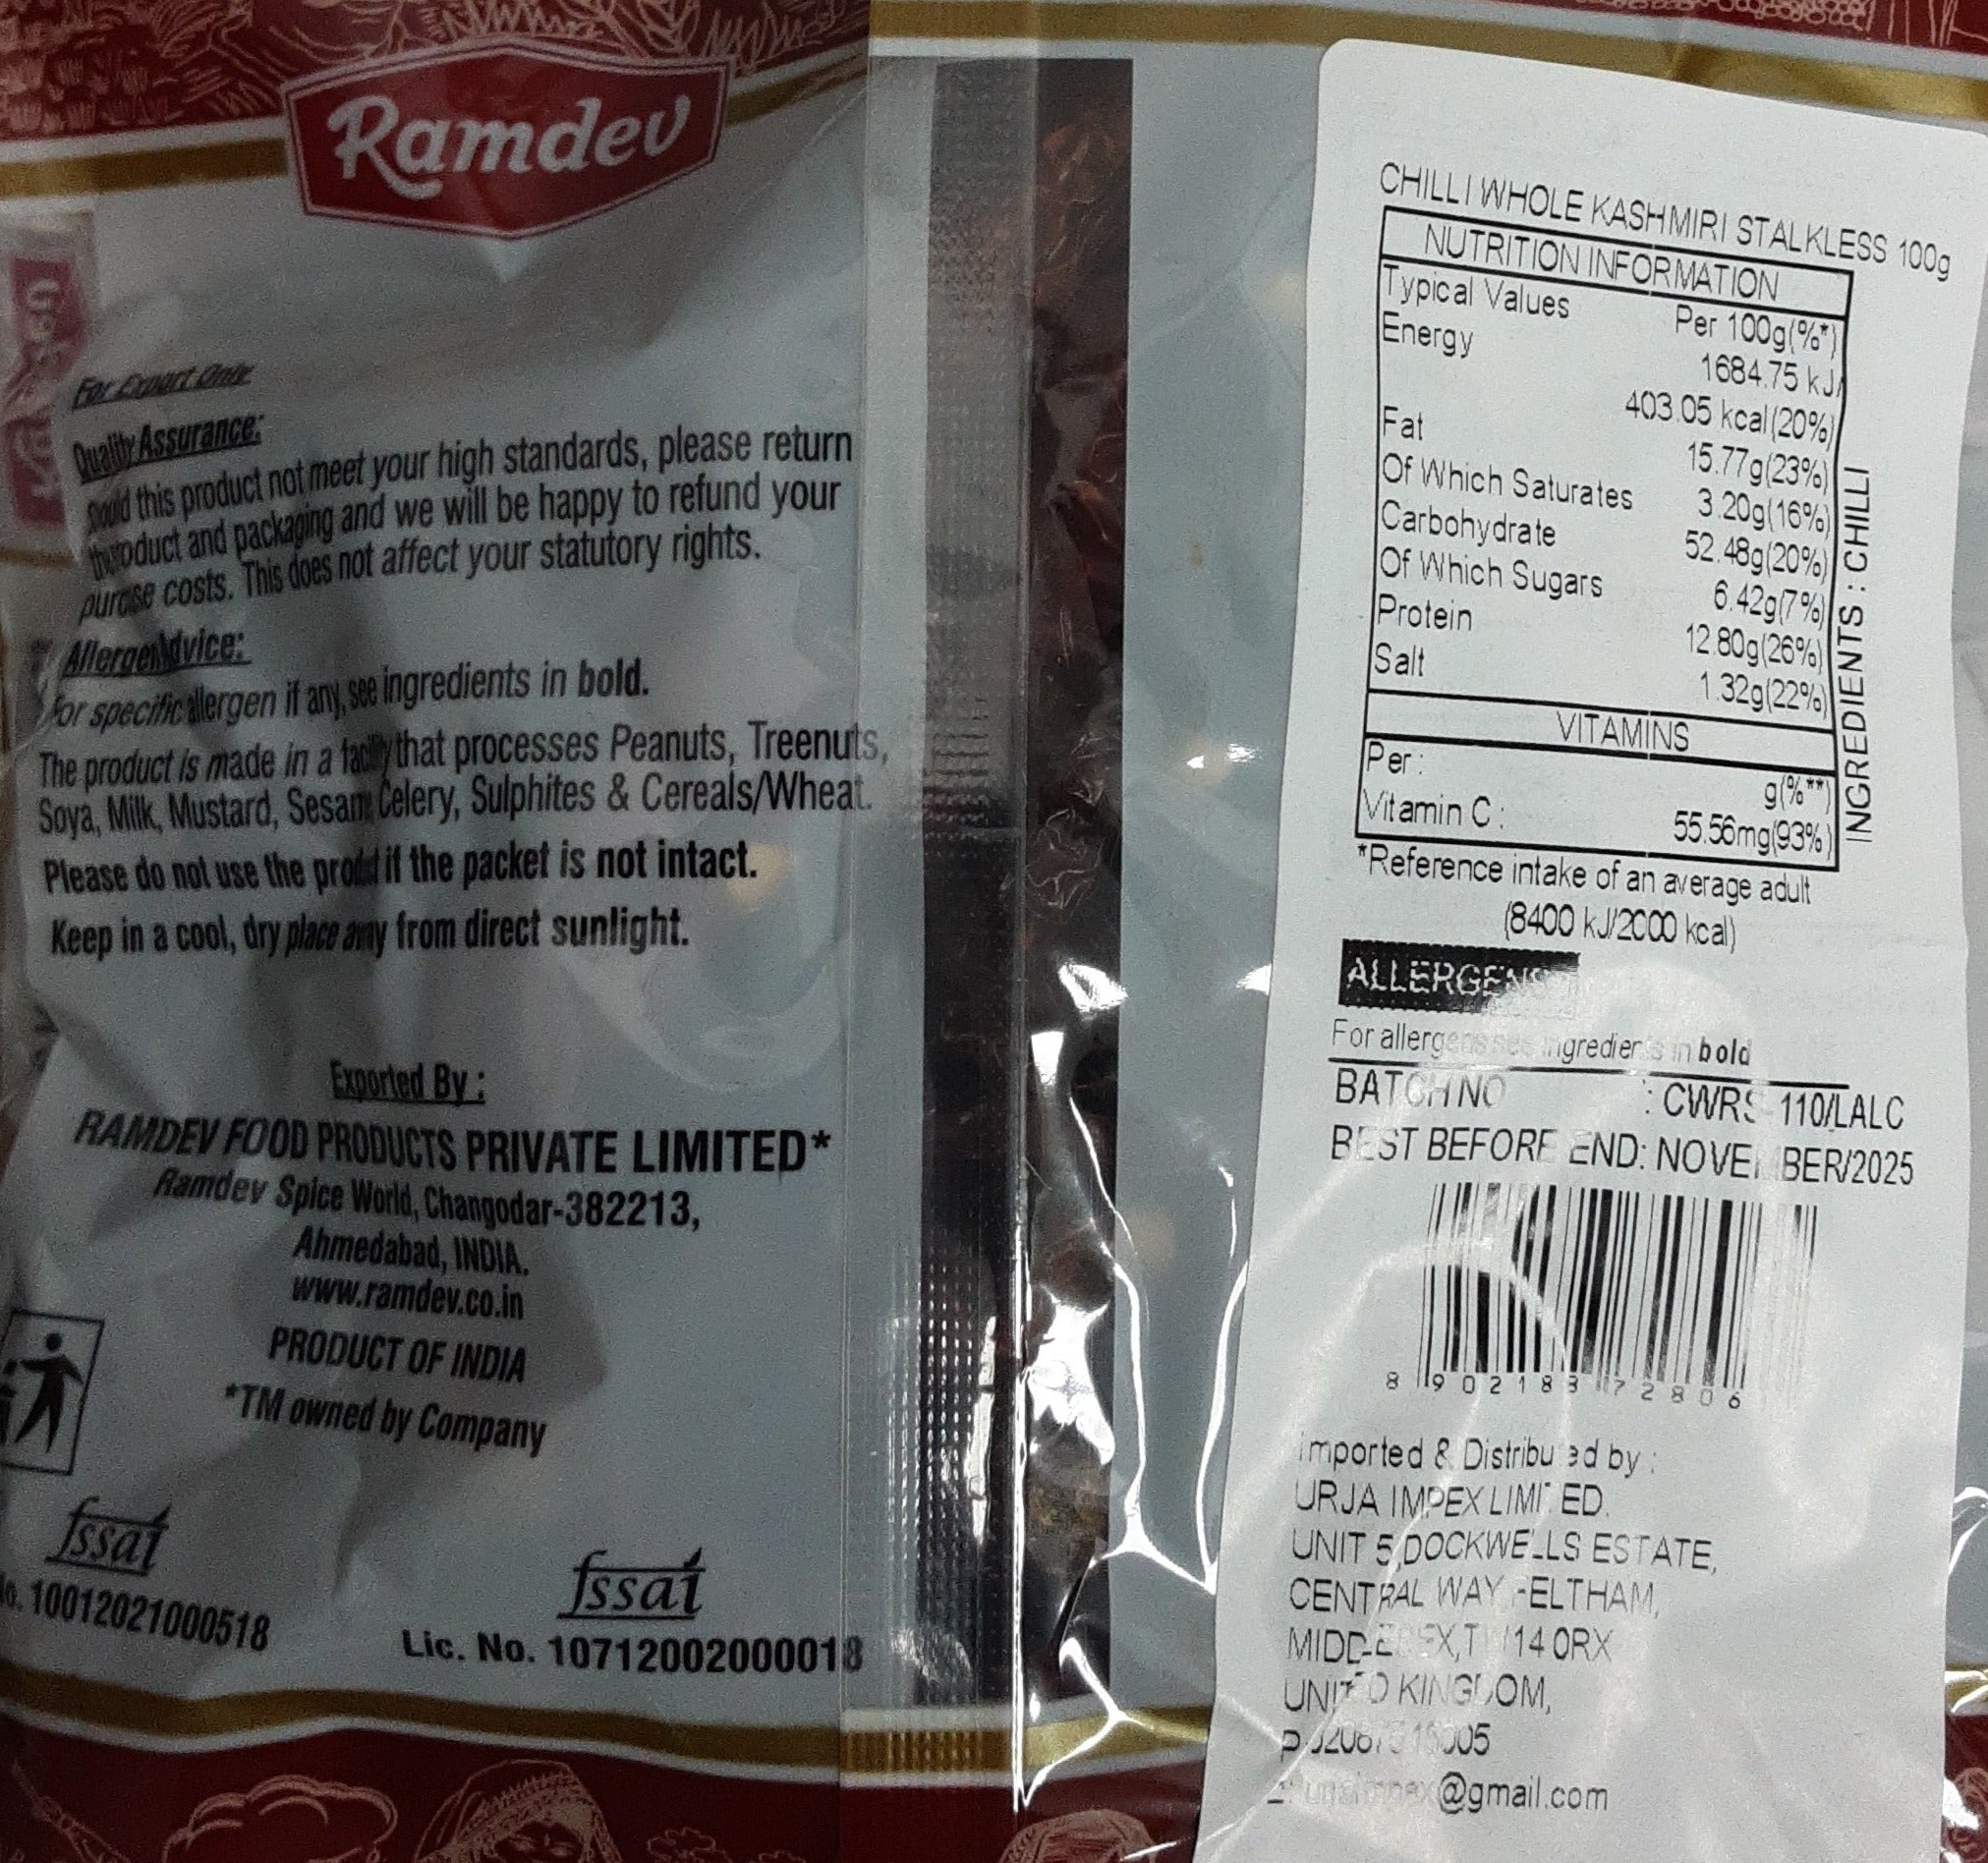 Ramdev
For Export Only
Quality Assurance:
this product not meet your high standards, please return
product and packaging and we will be happy to refund your
costs. This does not affect your statutory rights.
Allergen Advice:
For specific allergen if any, see ingredients in bold.
The product is made in a facility that processes Peanuts, Treenuts,
Soya, Milk, Mustard, Celery, Sulphites & Cereals/Wheat.
Please do not use the product if the packet is not intact.
Keep in a cool, dry place away from direct sunlight.
Exported By :
RAMDEV FOOD PRODUCTS PRIVATE LIMITED*
Ramdev Spice World, Changodar-382213,
Ahmedabad, INDIA.
www.ramdev.co.in
PRODUCT OF INDIA
*TM owned by Company
fssai
10012021000518
fssai
Lic. No. 10712002000018
CHILLI WHOLE KASHMIRI STALKLESS 100g
NUTRITION INFORMATION
Typical Values Per 100g(%*)
Energy 1684.75 kJ/
403.05 kcal(20%)
Fat 15.77g(23%)
Of Which Saturates 3.20g(16%)
Carbohydrate 52.48g(20%)
Of Which Sugars 6.42g(7%)
Protein 12.80g(26%)
Salt 1.32g(22%)
VITAMINS
Per : g(%**)
Vitamin C : 55.56mg(93%)
INGREDIENTS : CHILLI
*Reference intake of an average adult
(8400 kJ/2000 kcal)
ALLERGENS
For allergens see ingredients in bold
BATCH NO : 110/LALC
BEST BEFORE END: NOVEMBER/2025
8 902183 72806
Imported & Distributed by :
URJA IMPEX LIMITED.
UNIT 5,DOCKWELLS ESTATE,
CENTRAL WAY
MIDDLESEX, 14 0RX
UNITED KINGDOM,
@gmail.com